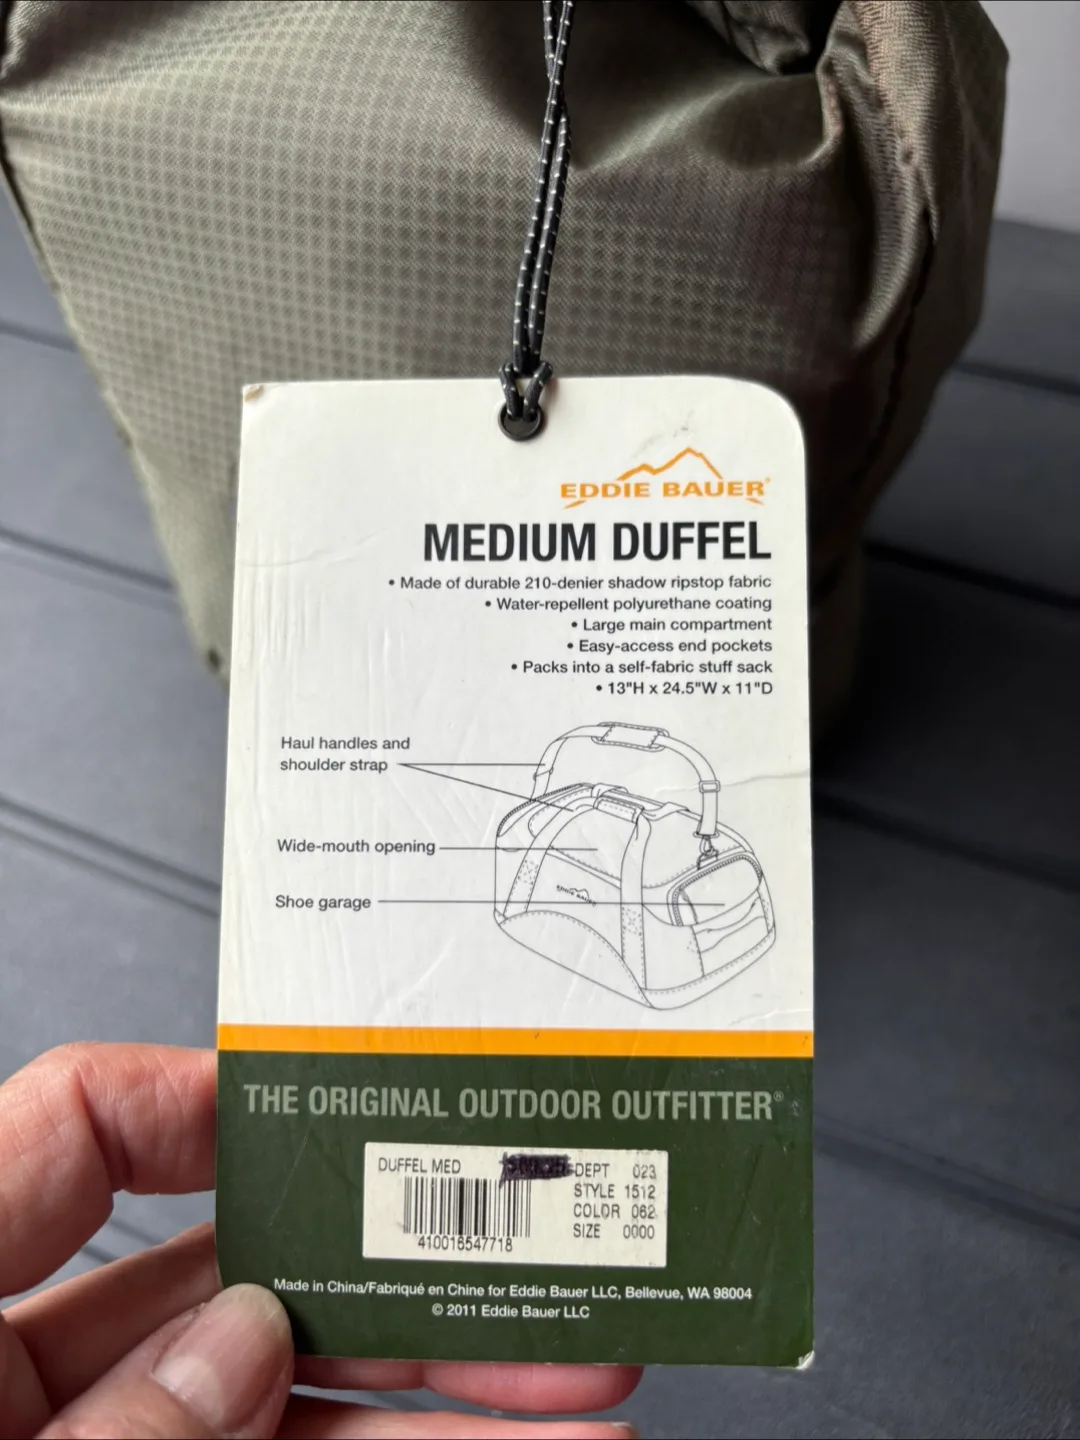 EDDIE BAUER®
MEDIUM DUFFEL
• Made of durable 210-denier shadow ripstop fabric
• Water-repellent polyurethane coating
• Large main compartment
• Easy-access end pockets
• Packs into a self-fabric stuff sack
• 13"H x 24.5"W x 11"D
Haul handles and
shoulder strap
Wide-mouth opening
Shoe garage
EDDIE BAUER
THE ORIGINAL OUTDOOR OUTFITTER®
DUFFEL MED DEPT 023
STYLE 1512
COLOR 062
SIZE 0000
410016547718
Made in China/Fabriqué en Chine for Eddie Bauer LLC, Bellevue, WA 98004
© 2011 Eddie Bauer LLC